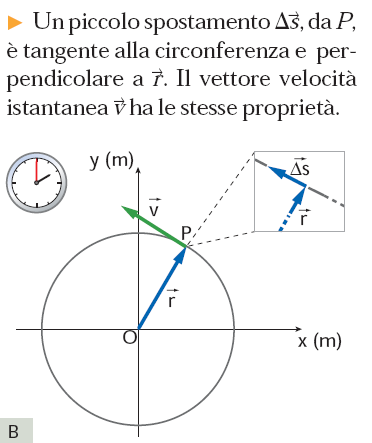 ▶ Un piccolo spostamento Δs⃗, da P,
è tangente alla circonferenza e per-
pendicolare a r⃗. Il vettore velocità
istantanea v⃗ ha le stesse proprietà.
y (m)
Δs⃗
r⃗
v⃗
P
r⃗
O
x (m)
B